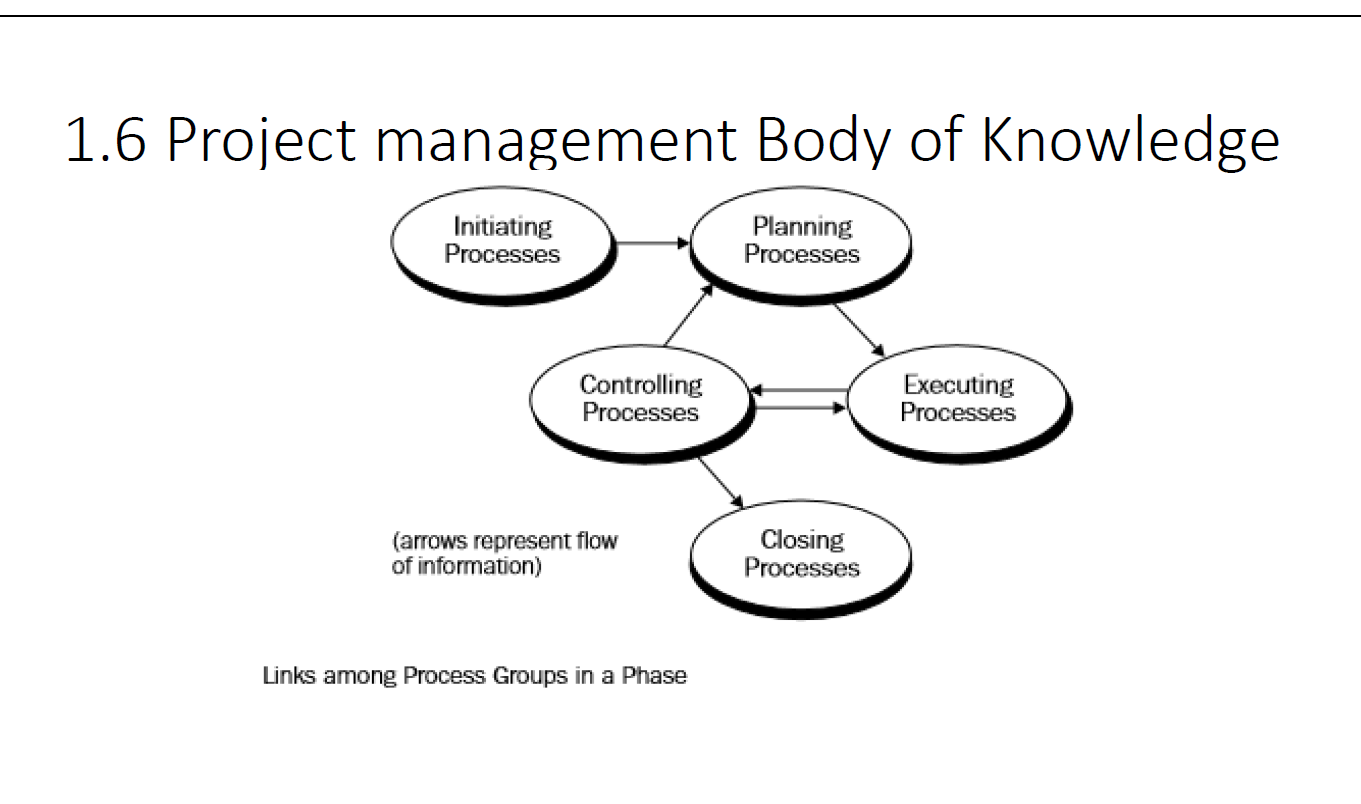 1.6 Project management Body of Knowledge
Initiating
Processes
Planning
Processes
Controlling
Processes
Executing
Processes
(arrows represent flow
of information)
Closing
Processes
Links among Process Groups in a Phase